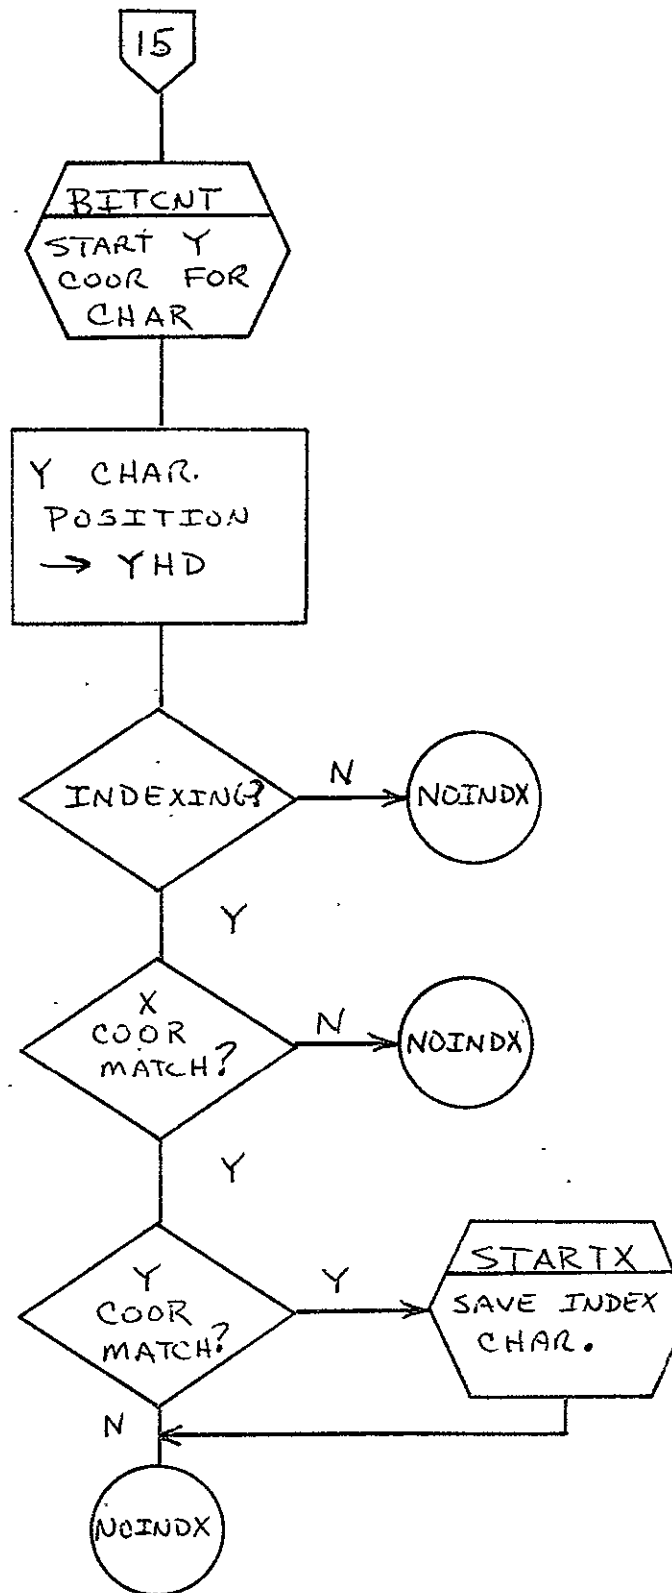 15
BITCNT
START Y
COOR FOR
CHAR
Y CHAR.
POSITION
→ YHD
INDEXING?
N
NOINDX
Y
X
COOR
MATCH?
N
NOINDX
Y
Y
COOR
MATCH?
Y
STARTX
SAVE INDEX
CHAR.
N
NOINDX